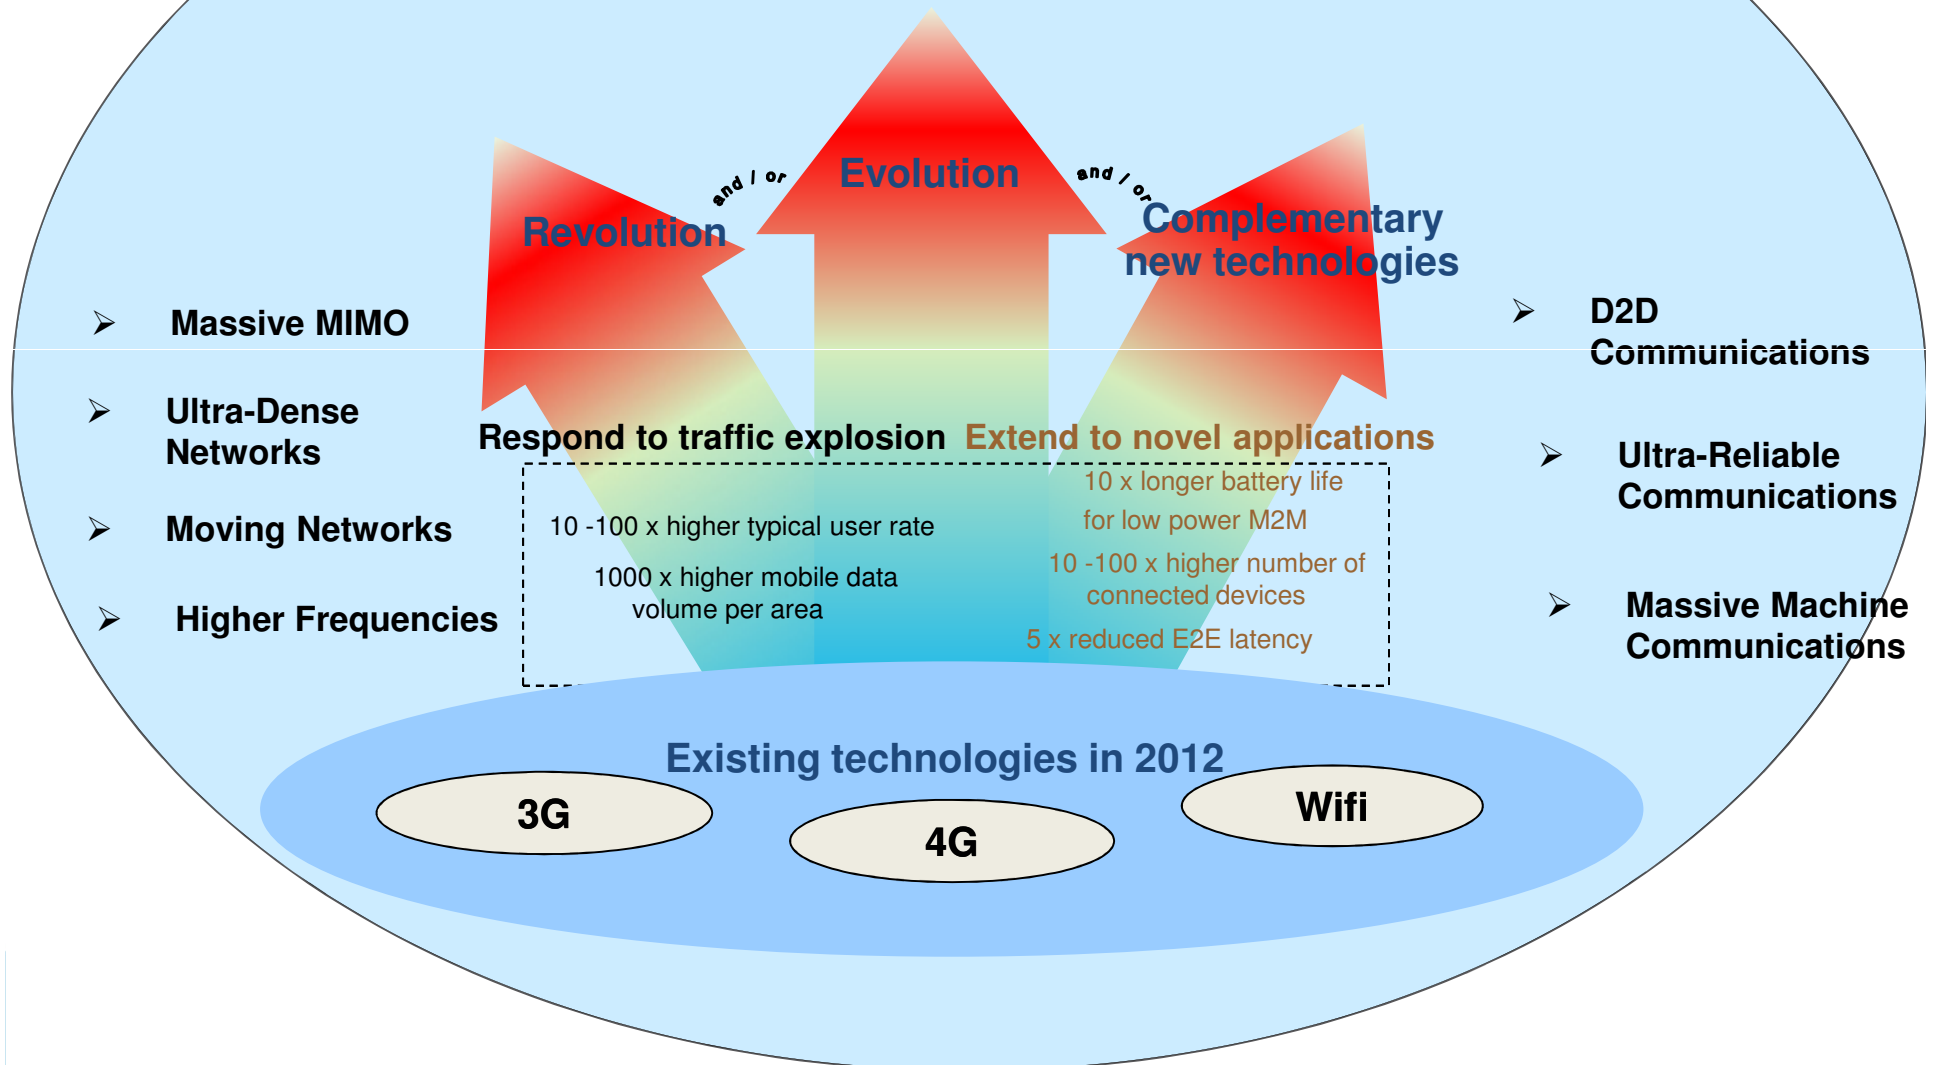 and / or
Evolution
and / or
Revolution
Complementary
new technologies
Massive MIMO
Ultra-Dense
Networks
Moving Networks
Higher Frequencies
Respond to traffic explosion
10 -100 x higher typical user rate
1000 x higher mobile data
volume per area
Extend to novel applications
10 x longer battery life
for low power M2M
10 -100 x higher number of
connected devices
5 x reduced E2E latency
D2D
Communications
Ultra-Reliable
Communications
Massive Machine
Communications
Existing technologies in 2012
3G
4G
Wifi